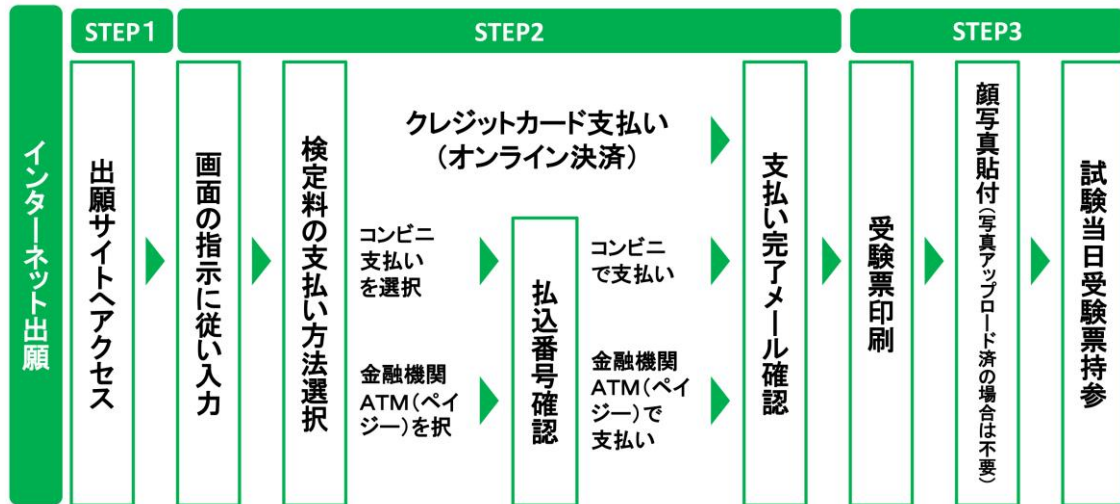 インターネット出願
STEP1
STEP2
STEP3
出願サイトへアクセス
画面の指示に従い入力
検定料の支払い方法選択
クレジットカード支払い
（オンライン決済）
コンビニ
支払い
を選択
金融機関
ATM（ペイ
ジー）を択
払込番号確認
コンビニ
で支払い
金融機関
ATM（ペイ
ジー）で
支払い
支払い完了メール確認
受験票印刷
顔写真貼付（写真アップロード済の場合は不要）
試験当日受験票持参